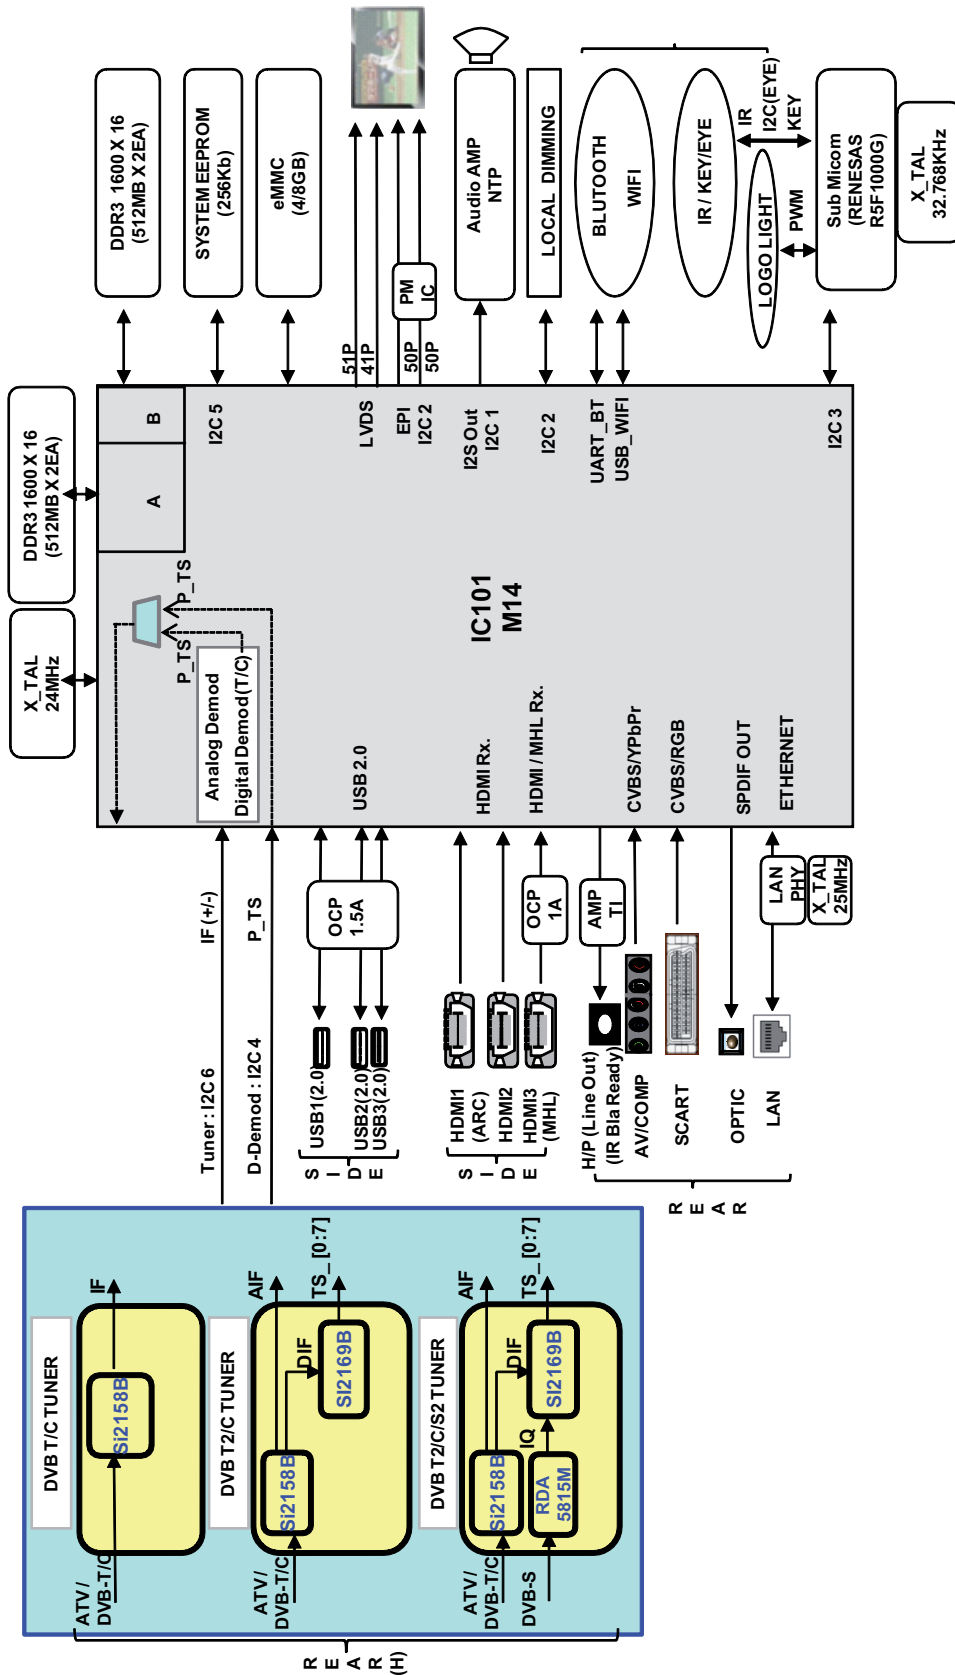 REAR(H)
DVB T/C TUNER
ATV/
DVB-T/C
Si2158B
IF
DVB T2/C TUNER
ATV/
DVB-T/C
Si2158B
AIF
DIF
SI2169B
TS_ [0:7]
DVB T2/C/S2 TUNER
ATV/
DVB-T/C
DVB-S
Si2158B
RDA
5815M
IQ
AIF
DIF
SI2169B
TS_ [0:7]
Tuner : I2C 6
IF (+/-)
D-Demod : I2C 4
P_TS
SIDE
USB1(2.0)
USB2(2.0)
USB3(2.0)
OCP
1.5A
SIDE
HDMI1
(ARC)
HDMI2
HDMI3
(MHL)
OCP
1A
REAR
H/P (Line Out)
(IR Bla Ready)
AMP
TI
AV/COMP
SCART
OPTIC
LAN
LAN
PHY
X_TAL
25MHz
X_TAL
24MHz
DDR3 1600 X 16
(512MB X 2EA)
A
B
Analog Demod
Digital Demod(T/C)
P_TS
P_TS
USB 2.0
HDMI Rx.
HDMI / MHL Rx.
CVBS/YPbPr
CVBS/RGB
SPDIF OUT
ETHERNET
IC101
M14
I2C 5
LVDS
EPI
I2C 2
I2S Out
I2C 1
I2C 2
UART_BT
USB_WIFI
I2C 3
51P
41P
50P
50P
PM
IC
DDR3 1600 X 16
(512MB X 2EA)
SYSTEM EEPROM
(256Kb)
eMMC
(4/8GB)
Audio AMP
NTP
LOCAL DIMMING
BLUTOOTH
WIFI
IR / KEY/EYE
LOGO LIGHT
PWM
IR
I2C(EYE)
KEY
Sub Micom
(RENESAS
R5F1000G)
X_TAL
32.768KHz